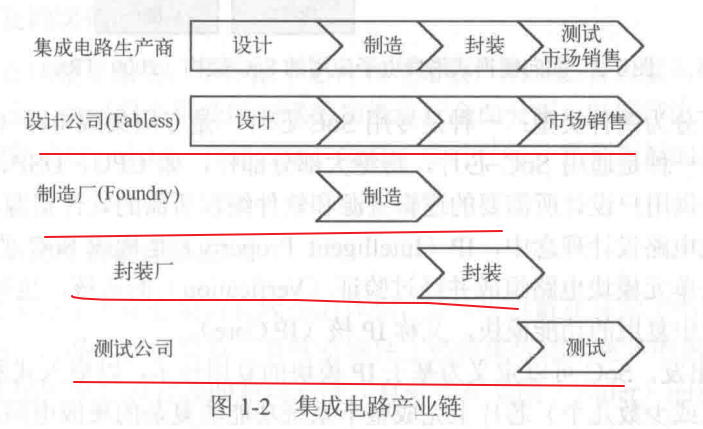 集成电路生产商 设计 制造 封装 测试
市场销售
设计公司(Fabless) 设计 市场销售
制造厂(Foundry) 制造
封装厂 封装
测试公司 测试
图 1-2 集成电路产业链